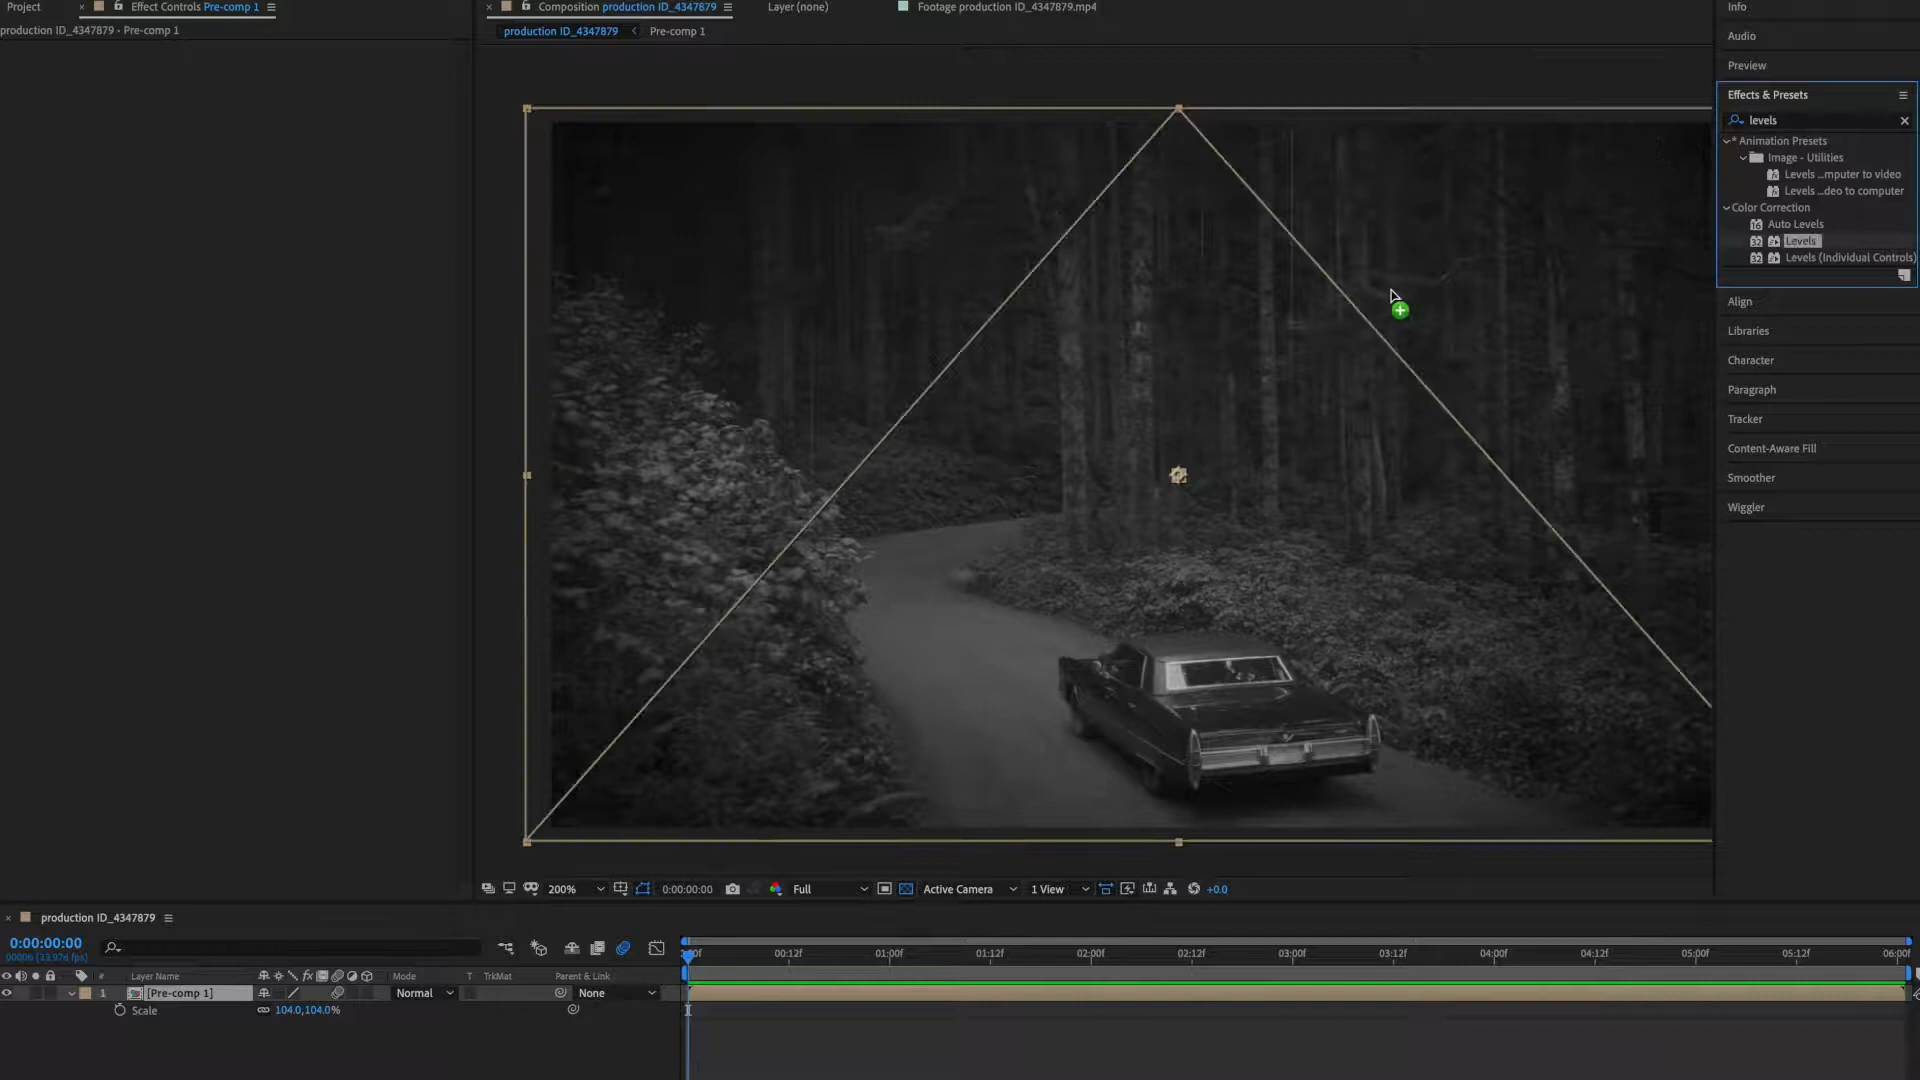 Project
× Effect Controls Pre-comp 1
production ID_4347879 • Pre-comp 1
× Composition production ID_4347879
Layer (none)
Footage production ID_4347879.mp4
production ID_4347879 < Pre-comp 1
Info
Audio
Preview
Effects & Presets
levels
* Animation Presets
Image - Utilities
Levels ...mputer to video
Levels ...deo to computer
Color Correction
16 Auto Levels
32 Levels
32 Levels (Individual Controls)
Align
Libraries
Character
Paragraph
Tracker
Content-Aware Fill
Smoother
Wiggler
200% 0:00:00:00 Full Active Camera 1 View +0.0
× production ID_4347879
0:00:00:00
00:12f 01:00f 01:12f 02:00f 02:12f 03:00f 03:12f 04:00f 04:12f 05:00f 05:12f 06:00f
# Layer Name fx Mode T TrkMat Parent & Link
1 [Pre-comp 1] Normal None
Scale 104.0,104.0%